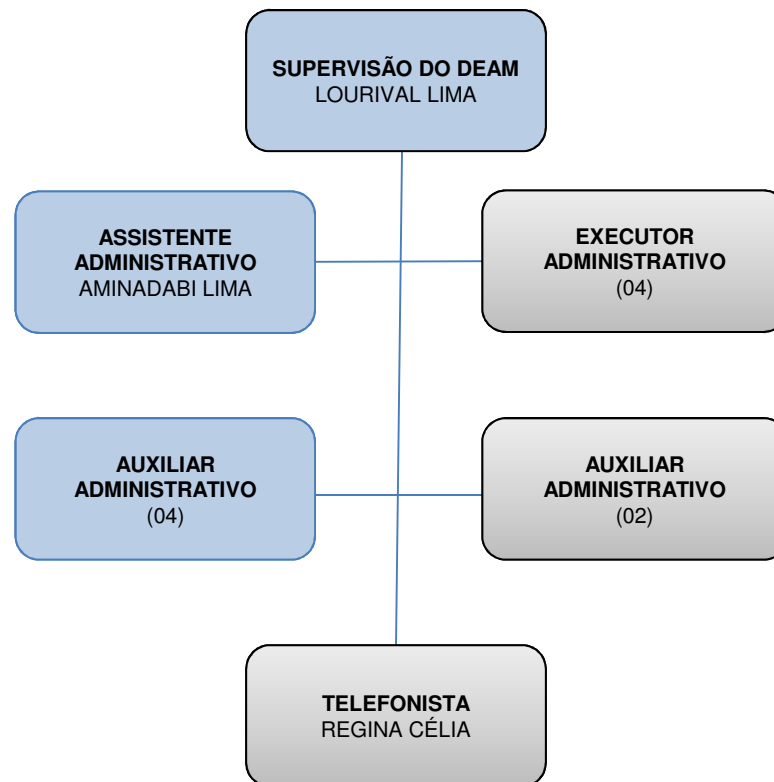 SUPERVISÃO DO DEAM
LOURIVAL LIMA
ASSISTENTE
ADMINISTRATIVO
AMINADABI LIMA
EXECUTOR
ADMINISTRATIVO
(04)
AUXILIAR
ADMINISTRATIVO
(04)
AUXILIAR
ADMINISTRATIVO
(02)
TELEFONISTA
REGINA CÉLIA